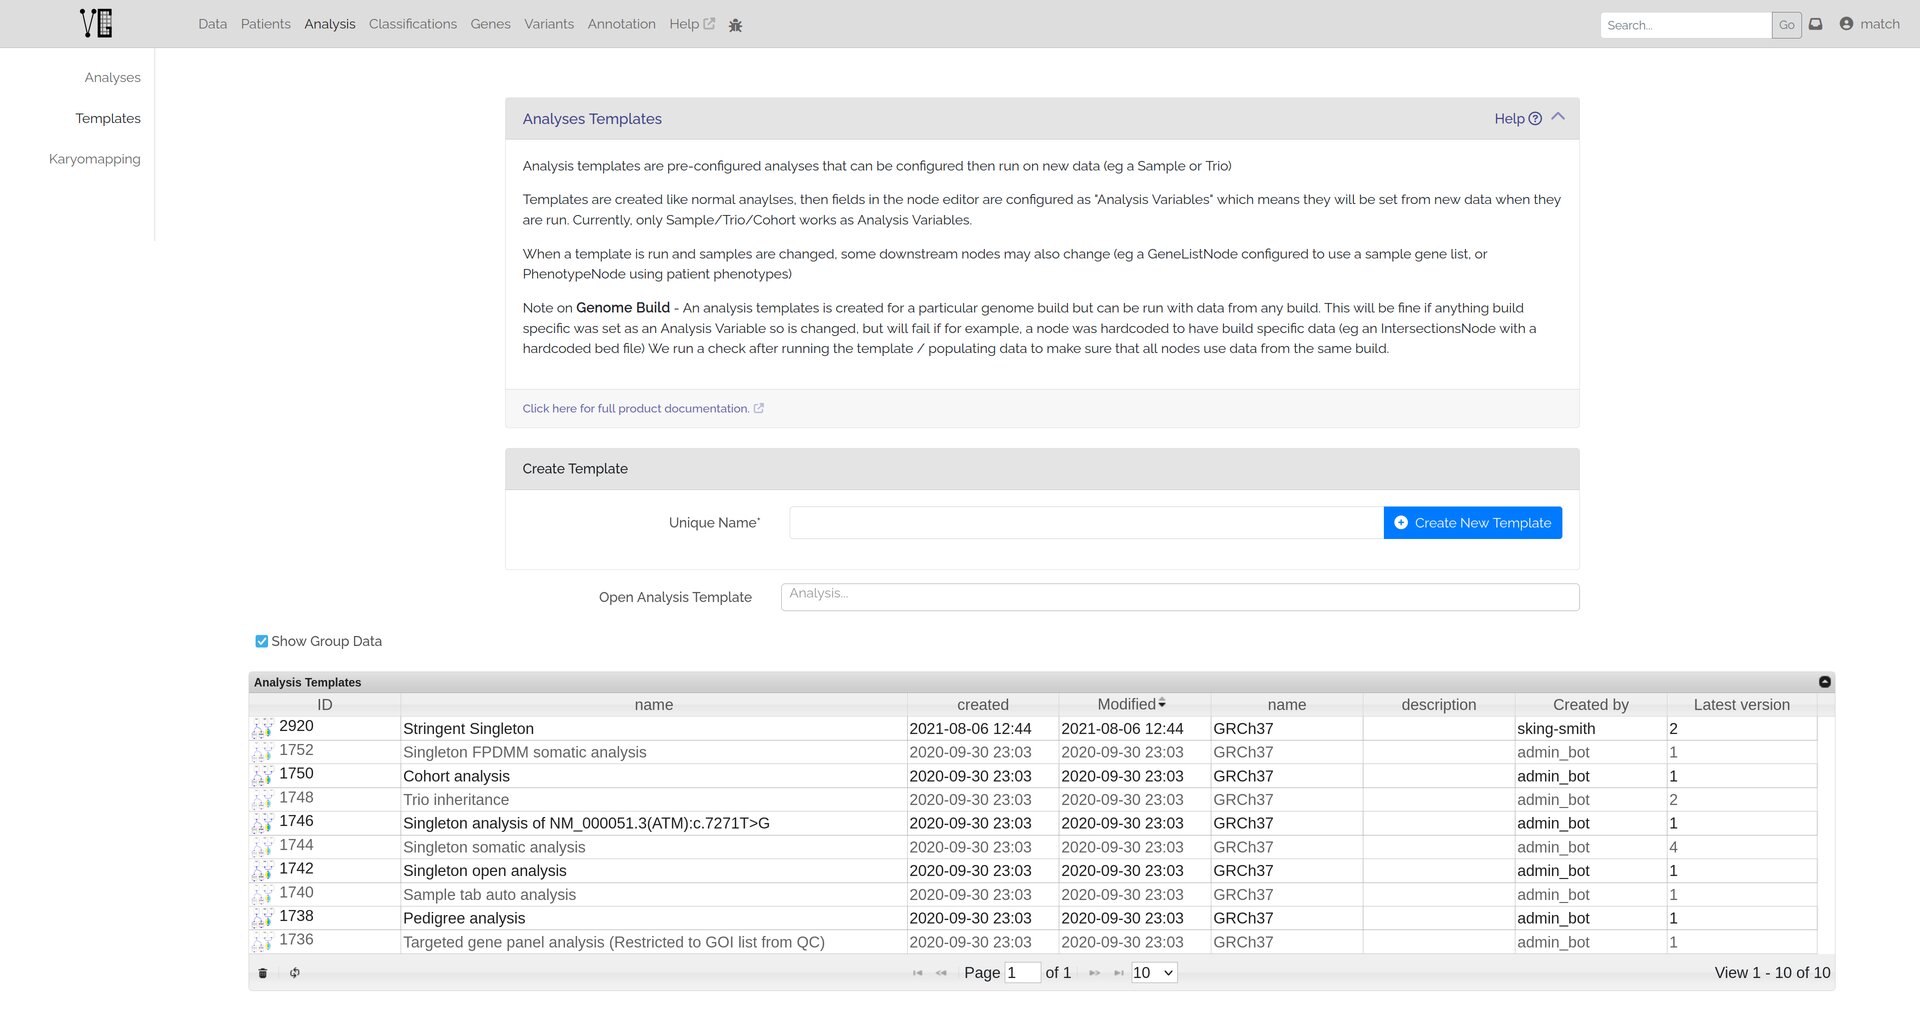 VG
Data Patients Analysis Classifications Genes Variants Annotation Help
Search... Go match
Analyses
Templates
Karyomapping
Analyses Templates Help
Analysis templates are pre-configured analyses that can be configured then run on new data (eg a Sample or Trio)
Templates are created like normal anaylses, then fields in the node editor are configured as "Analysis Variables" which means they will be set from new data when they
are run. Currently, only Sample/Trio/Cohort works as Analysis Variables.
When a template is run and samples are changed, some downstream nodes may also change (eg a GeneListNode configured to use a sample gene list, or
PhenotypeNode using patient phenotypes)
Note on Genome Build - An analysis templates is created for a particular genome build but can be run with data from any build. This will be fine if anything build
specific was set as an Analysis Variable so is changed, but will fail if for example, a node was hardcoded to have build specific data (eg an IntersectionsNode with a
hardcoded bed file) We run a check after running the template / populating data to make sure that all nodes use data from the same build.
Click here for full product documentation.
Create Template
Unique Name* Create New Template
Open Analysis Template Analysis...
Show Group Data
Analysis Templates
ID name created Modified name description Created by Latest version
2920 Stringent Singleton 2021-08-06 12:44 2021-08-06 12:44 GRCh37 sking-smith 2
1752 Singleton FPDMM somatic analysis 2020-09-30 23:03 2020-09-30 23:03 GRCh37 admin_bot 1
1750 Cohort analysis 2020-09-30 23:03 2020-09-30 23:03 GRCh37 admin_bot 1
1748 Trio inheritance 2020-09-30 23:03 2020-09-30 23:03 GRCh37 admin_bot 2
1746 Singleton analysis of NM_000051.3(ATM):c.7271T>G 2020-09-30 23:03 2020-09-30 23:03 GRCh37 admin_bot 1
1744 Singleton somatic analysis 2020-09-30 23:03 2020-09-30 23:03 GRCh37 admin_bot 4
1742 Singleton open analysis 2020-09-30 23:03 2020-09-30 23:03 GRCh37 admin_bot 1
1740 Sample tab auto analysis 2020-09-30 23:03 2020-09-30 23:03 GRCh37 admin_bot 1
1738 Pedigree analysis 2020-09-30 23:03 2020-09-30 23:03 GRCh37 admin_bot 1
1736 Targeted gene panel analysis (Restricted to GOI list from QC) 2020-09-30 23:03 2020-09-30 23:03 GRCh37 admin_bot 1
Page 1 of 1 10 View 1 - 10 of 10